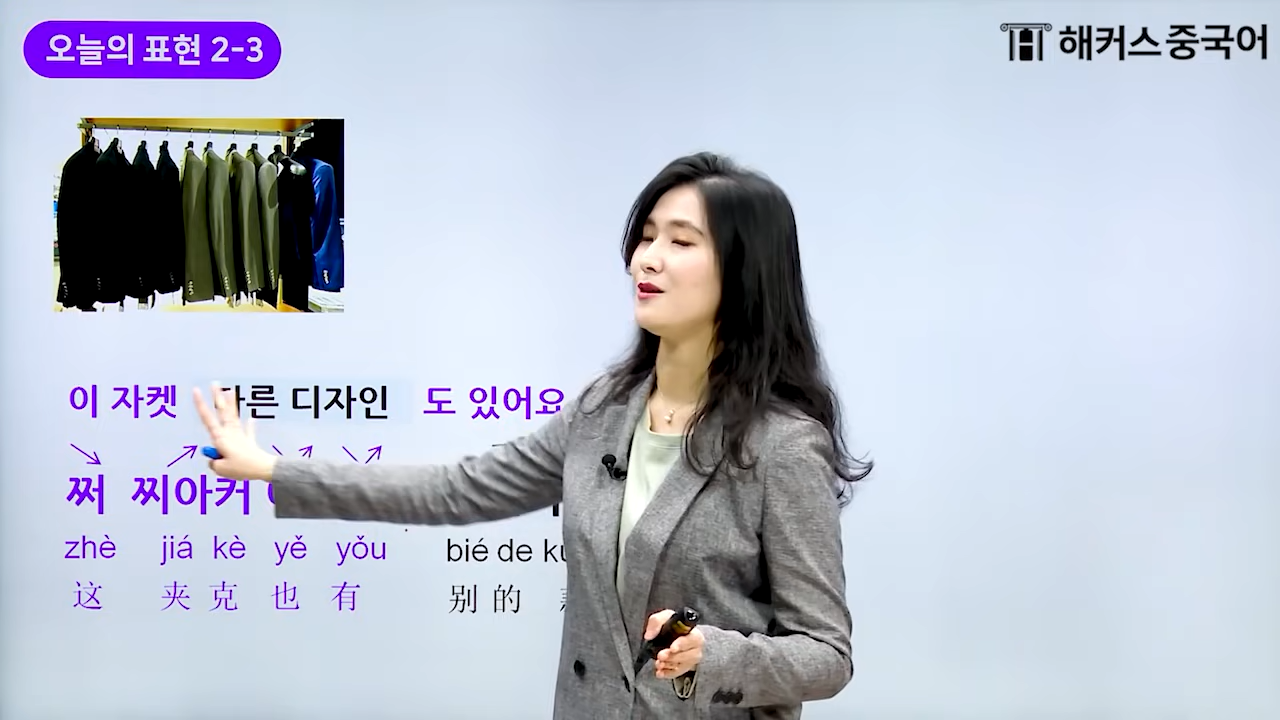 오늘의 표현 2-3
해커스중국어
이 자켓 다른 디자인 도 있어요
쩌 찌아커
zhè jiá kè yě yǒu bié de
这 夹 克 也 有 别 的